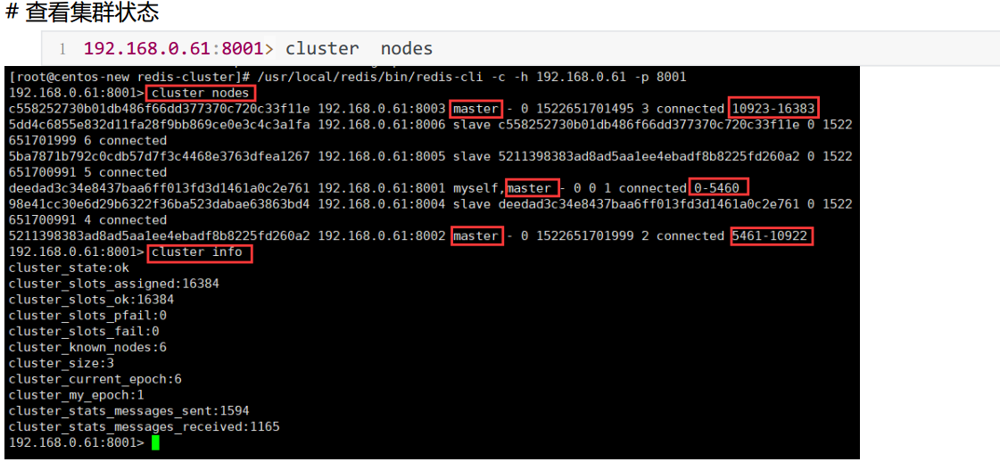 # 查看集群状态
1 192.168.0.61:8001> cluster nodes
[root@centos-new redis-cluster]# /usr/local/redis/bin/redis-cli -c -h 192.168.0.61 -p 8001
192.168.0.61:8001> cluster nodes
c558252730b01db486f66dd377370c720c33f11e 192.168.0.61:8003 master - 0 1522651701495 3 connected 10923-16383
5dd4c6855e832d11fa28f9bb869ce0e3c4c3a1fa 192.168.0.61:8006 slave c558252730b01db486f66dd377370c720c33f11e 0 1522
651701999 6 connected
5ba7871b792c0cdb57d7f3c4468e3763dfea1267 192.168.0.61:8005 slave 5211398383ad8ad5aa1ee4ebadf8b8225fd260a2 0 1522
651700991 5 connected
deedad3c34e8437baa6ff013fd3d1461a0c2e761 192.168.0.61:8001 myself,master - 0 0 1 connected 0-5460
98e41cc30e6d29b6322f36ba523dabae63863bd4 192.168.0.61:8004 slave deedad3c34e8437baa6ff013fd3d1461a0c2e761 0 1522
651700991 4 connected
5211398383ad8ad5aa1ee4ebadf8b8225fd260a2 192.168.0.61:8002 master - 0 1522651701999 2 connected 5461-10922
192.168.0.61:8001> cluster info
cluster_state:ok
cluster_slots_assigned:16384
cluster_slots_ok:16384
cluster_slots_pfail:0
cluster_slots_fail:0
cluster_known_nodes:6
cluster_size:3
cluster_current_epoch:6
cluster_my_epoch:1
cluster_stats_messages_sent:1594
cluster_stats_messages_received:1165
192.168.0.61:8001>